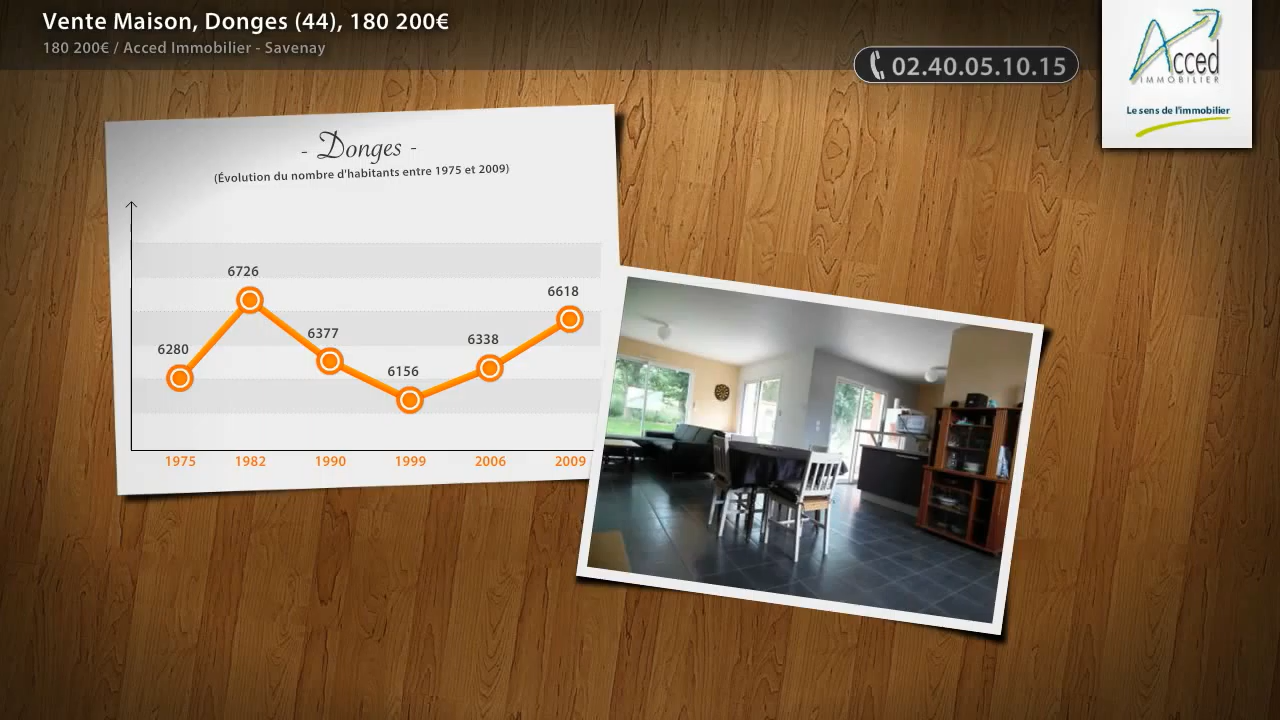 Vente Maison, Donges (44), 180 200€
180 200€ / Acced Immobilier - Savenay
02.40.05.10.15
Acced
IMMOBILIER
Le sens de l'immobilier
- Donges -
(Évolution du nombre d'habitants entre 1975 et 2009)
6726
6618
6377
6338
6280
6156
1975 1982 1990 1999 2006 2009